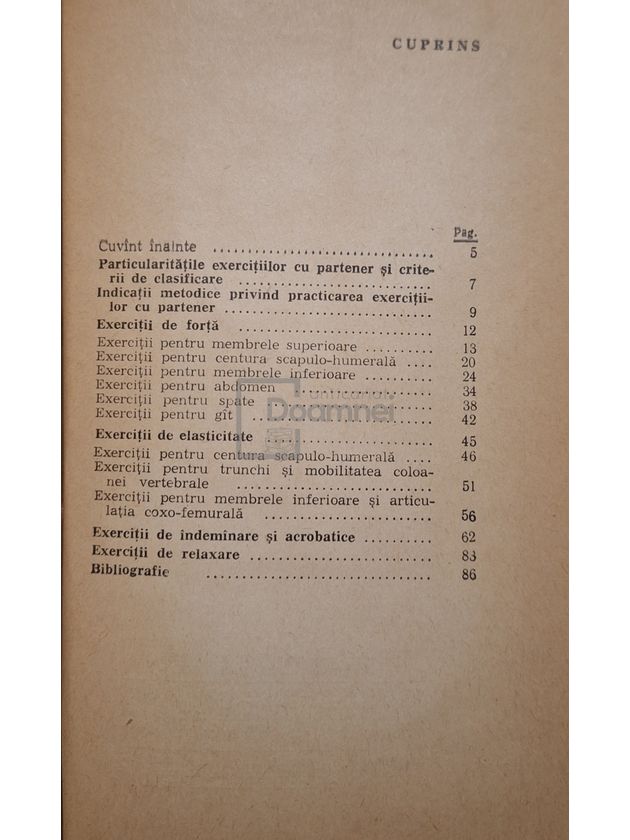 CUPRINS
Pag.
Cuvînt înainte ................................ 5
Particularitățile exercițiilor cu partener și crite-
rii de clasificare ............................ 7
Indicații metodice privind practicarea exerciții-
lor cu partener .............................. 9
Exerciții de forță ............................ 12
Exerciții pentru membrele superioare .......... 13
Exerciții pentru centura scapulo-humerală .... 20
Exerciții pentru membrele inferioare .......... 24
Exerciții pentru abdomen ...................... 34
Exerciții pentru spate ........................ 38
Exerciții pentru gît .......................... 42
anticariat
Doamnei
Exerciții de elasticitate ...................... 45
Exerciții pentru centura scapulo-humerală .... 46
Exerciții pentru trunchi și mobilitatea coloa-
nei vertebrale ................................ 51
Exerciții pentru membrele inferioare și articu-
lația coxo-femurală .......................... 56
Exerciții de îndemînare și acrobatice .......... 62
Exerciții de relaxare .......................... 83
Bibliografie ................................ 86